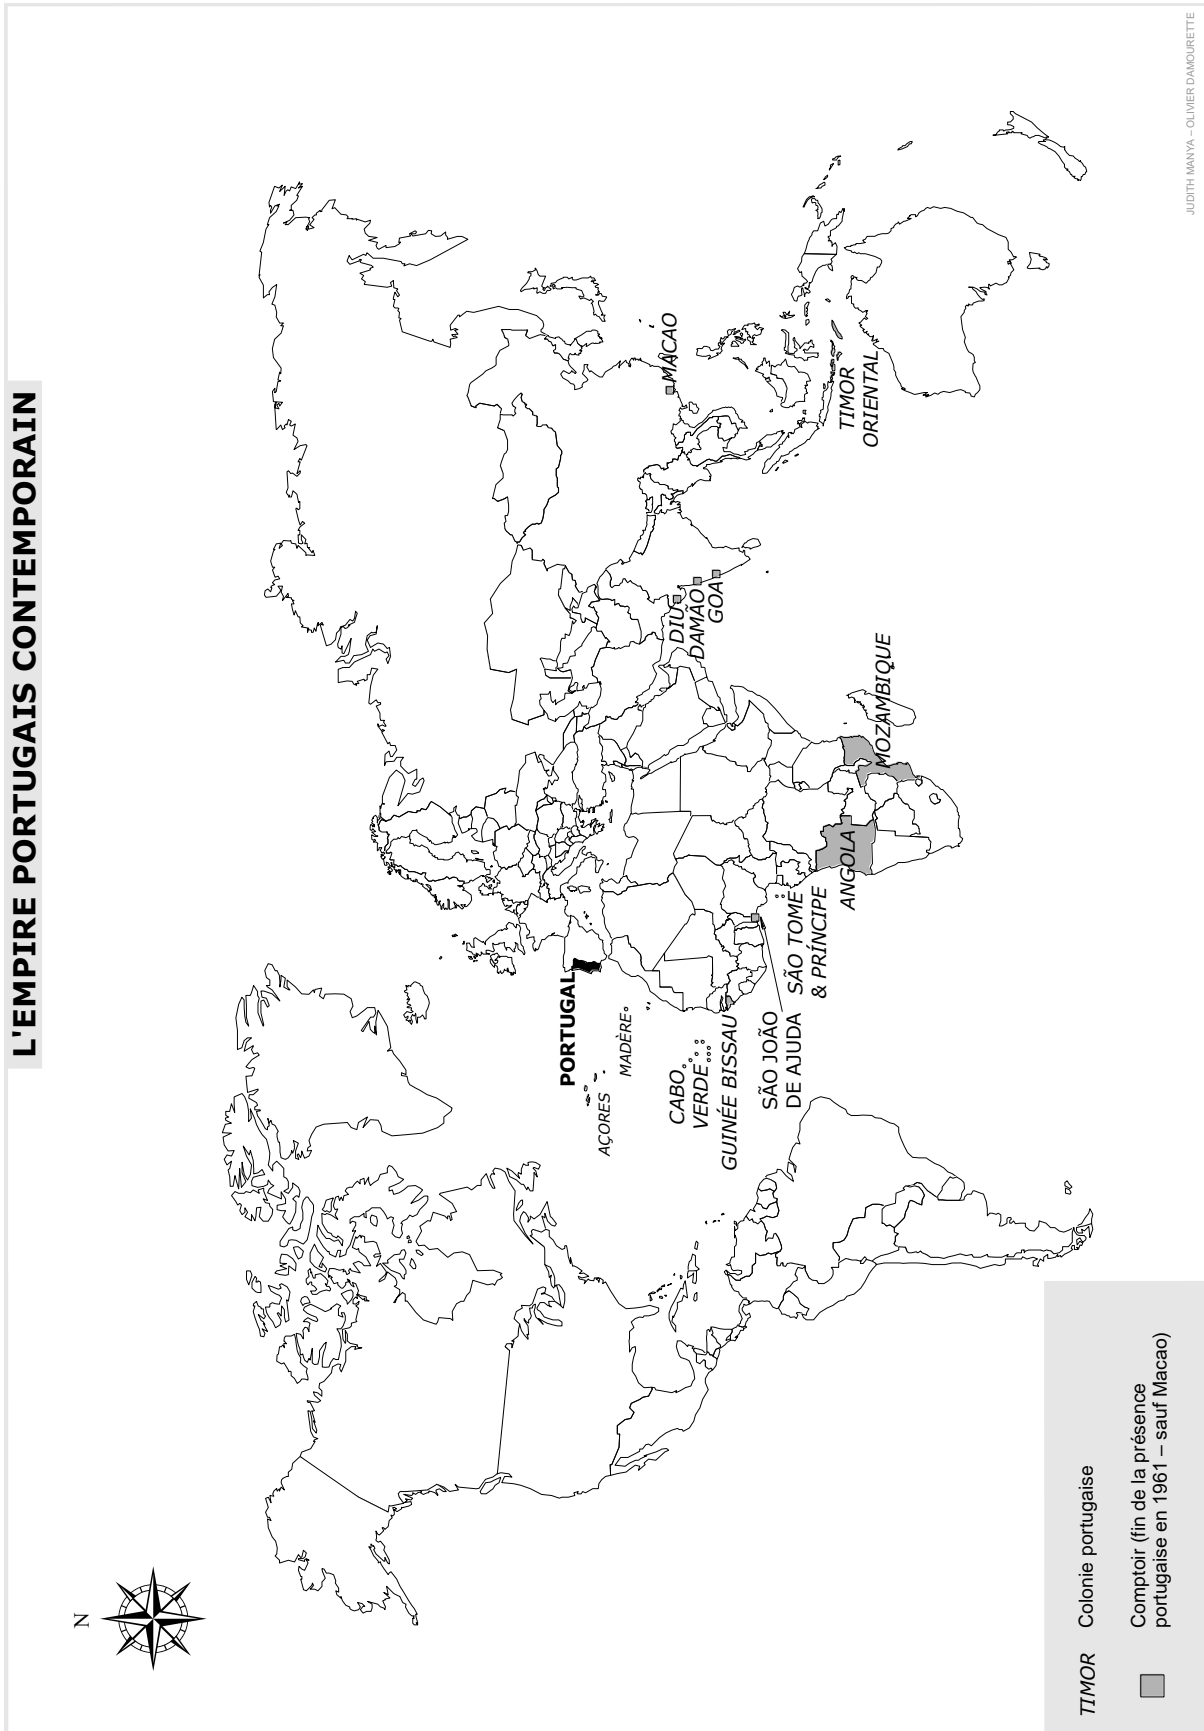 L'EMPIRE PORTUGAIS CONTEMPORAIN
N
PORTUGAL
AÇORES
MADÈRE
CABO
VERDE
GUINÉE BISSAU
SÃO JOÃO
DE AJUDA
SÃO TOMÉ
& PRÍNCIPE
ANGOLA
MOZAMBIQUE
DIU
DAMÃO
GOA
MACAO
TIMOR
ORIENTAL
TIMOR Colonie portugaise
Comptoir (fin de la présence
portugaise en 1961 – sauf Macao)
JUDITH MANYA – OLIVIER DAMOURETTE